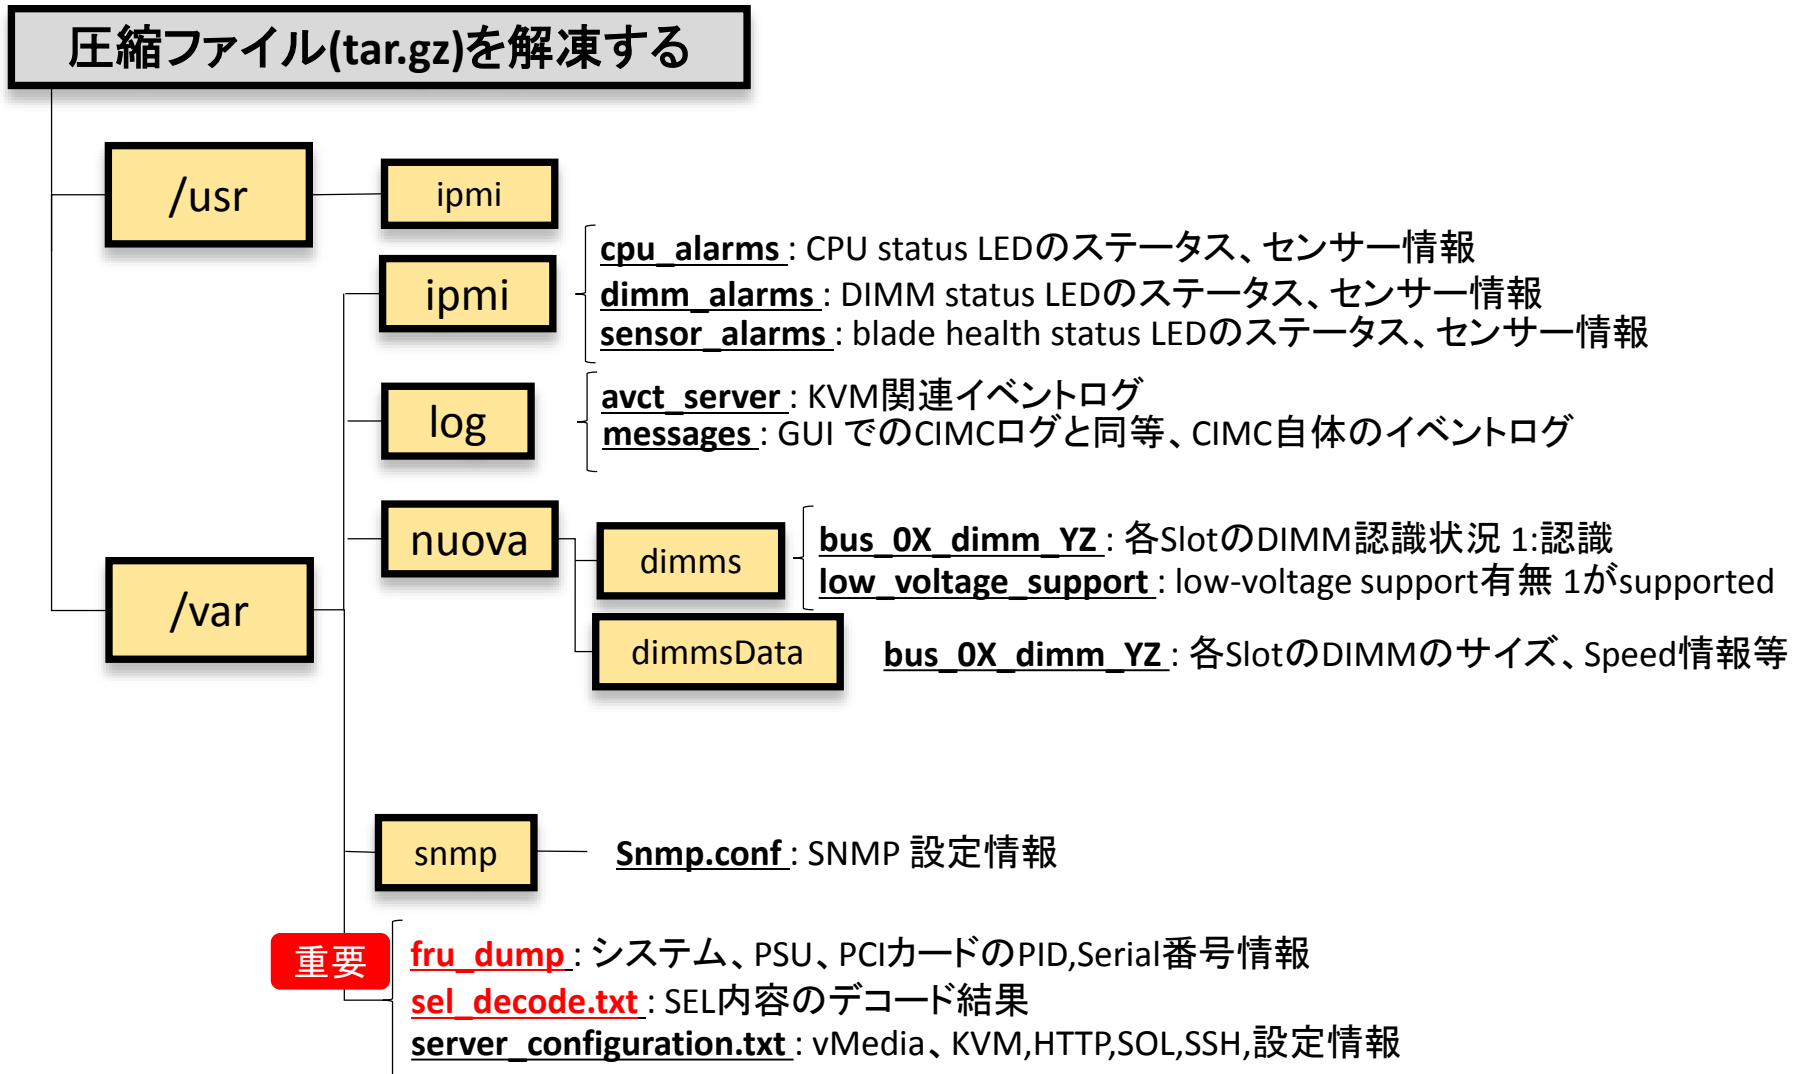 圧縮ファイル(tar.gz)を解凍する
/usr
ipmi
ipmi
cpu_alarms : CPU status LEDのステータス、センサー情報
dimm_alarms : DIMM status LEDのステータス、センサー情報
sensor_alarms : blade health status LEDのステータス、センサー情報
log
avct_server : KVM関連イベントログ
messages : GUI でのCIMCログと同等、CIMC自体のイベントログ
nuova
dimms
bus_0X_dimm_YZ : 各SlotのDIMM認識状況 1:認識
low_voltage_support : low-voltage support有無 1がsupported
/var
dimmsData
bus_0X_dimm_YZ : 各SlotのDIMMのサイズ、Speed情報等
snmp
Snmp.conf : SNMP 設定情報
重要
fru_dump : システム、PSU、PCIカードのPID,Serial番号情報
sel_decode.txt : SEL内容のデコード結果
server_configuration.txt : vMedia、KVM,HTTP,SOL,SSH,設定情報